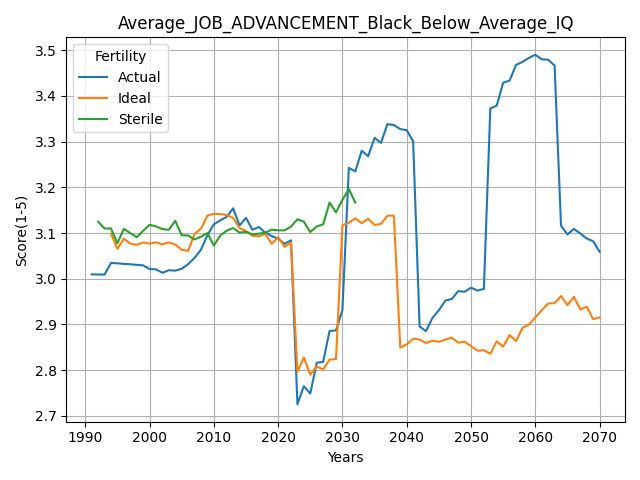 Average_JOB_ADVANCEMENT_Black_Below_Average_IQ
Fertility
Actual
Ideal
Sterile
Score(1-5)
3.5
3.4
3.3
3.2
3.1
3.0
2.9
2.8
2.7
1990 2000 2010 2020 2030 2040 2050 2060 2070
Years